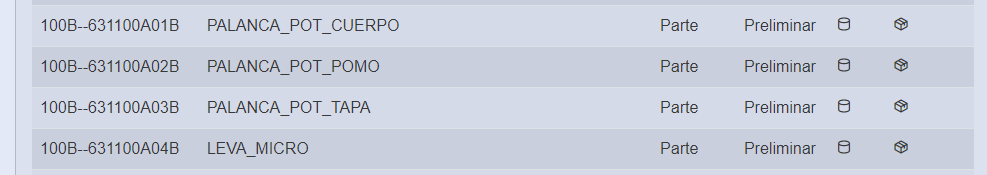 100B--631100A01B PALANCA_POT_CUERPO Parte Preliminar
100B--631100A02B PALANCA_POT_POMO Parte Preliminar
100B--631100A03B PALANCA_POT_TAPA Parte Preliminar
100B--631100A04B LEVA_MICRO Parte Preliminar